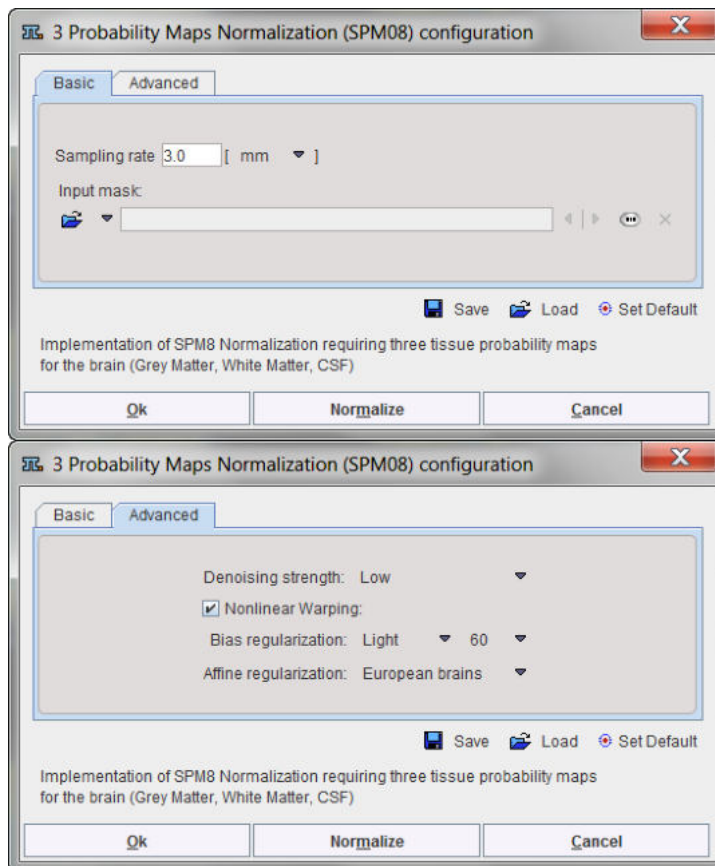 3 Probability Maps Normalization (SPM08) configuration
Basic Advanced
Sampling rate 3.0 [ mm ]
Input mask:
Save Load Set Default
Implementation of SPM8 Normalization requiring three tissue probability maps
for the brain (Grey Matter, White Matter, CSF)
Ok Normalize Cancel
3 Probability Maps Normalization (SPM08) configuration
Basic Advanced
Denoising strength: Low
Nonlinear Warping:
Bias regularization: Light 60
Affine regularization: European brains
Save Load Set Default
Implementation of SPM8 Normalization requiring three tissue probability maps
for the brain (Grey Matter, White Matter, CSF)
Ok Normalize Cancel